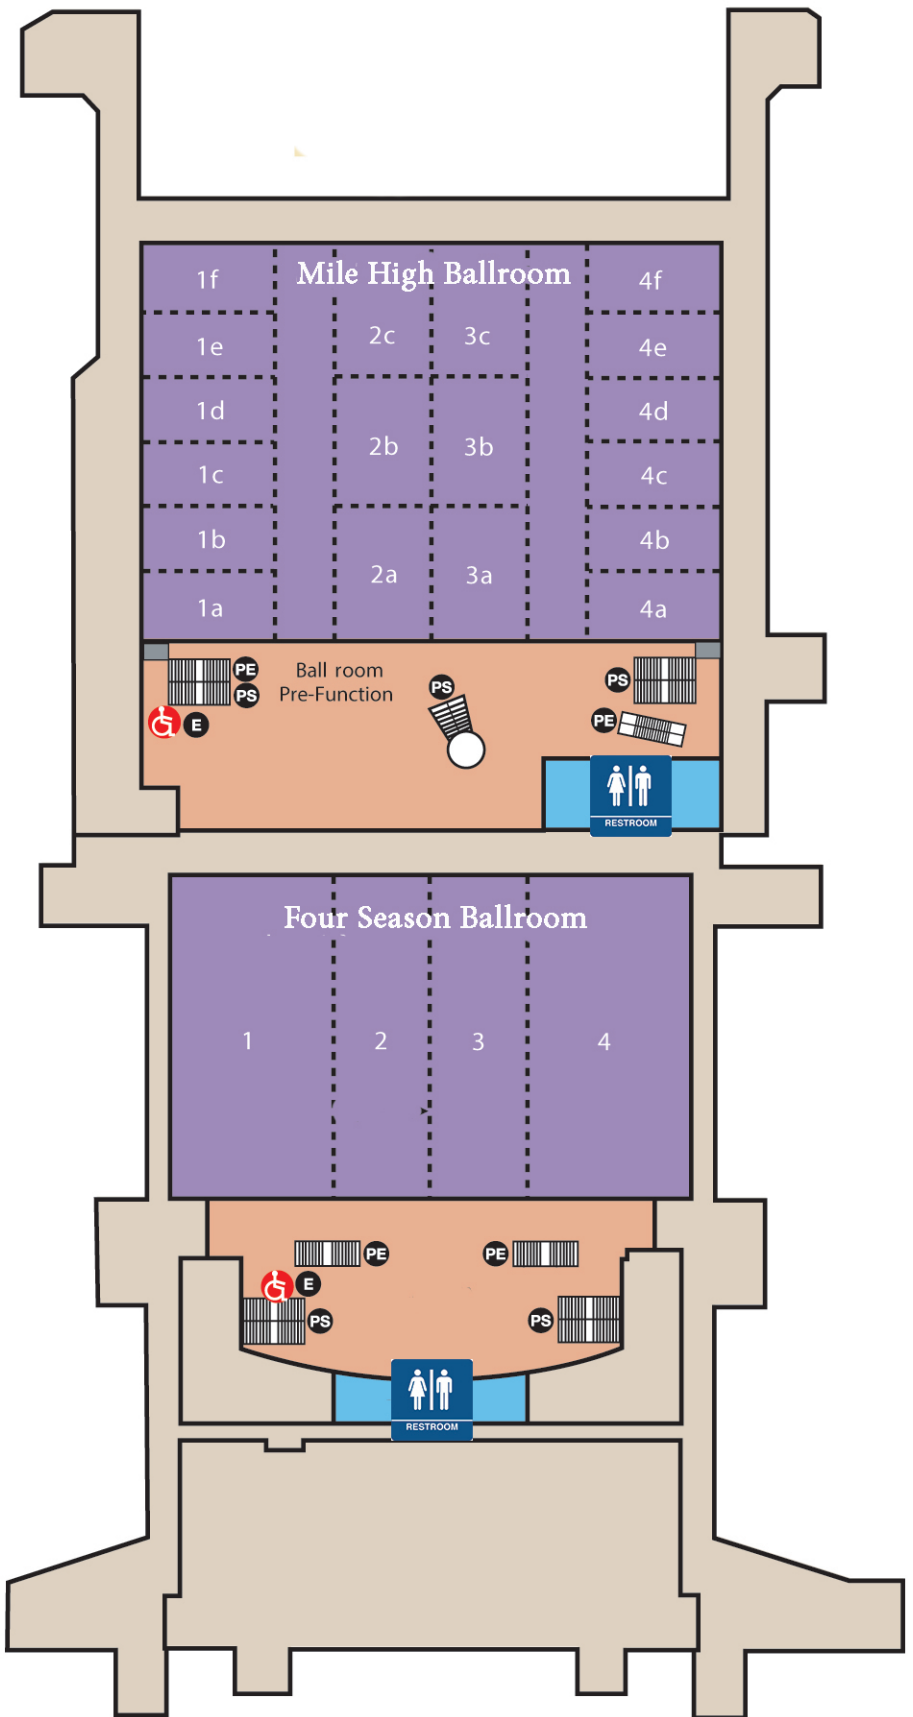 Mile High Ballroom
1f
4f
2c
3c
1e
4e
1d
4d
2b
3b
1c
4c
1b
4b
2a
3a
1a
4a
PE
PS
E
Ball room
Pre-Function
PS
PS
PE
RESTROOM
Four Season Ballroom
1
2
3
4
PE
PE
E
PS
PS
RESTROOM